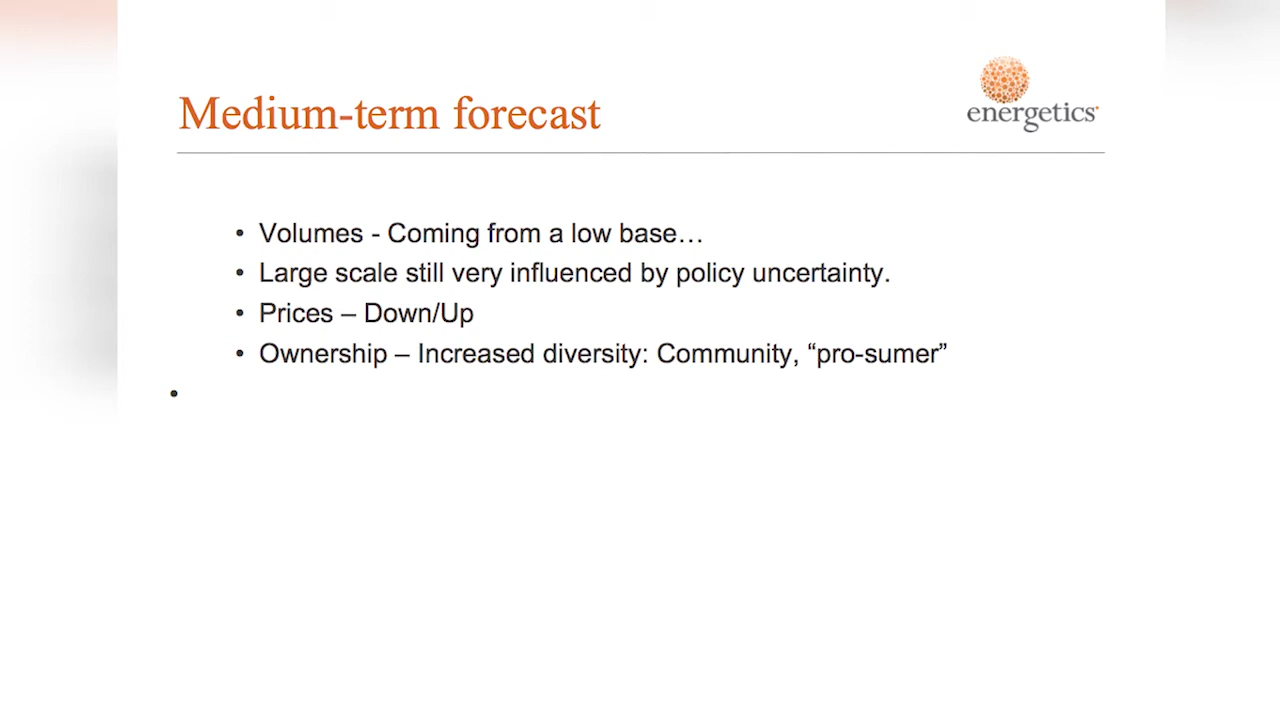 energetics
Medium-term forecast
• Volumes - Coming from a low base…
• Large scale still very influenced by policy uncertainty.
• Prices – Down/Up
• Ownership – Increased diversity: Community, “pro-sumer”
•